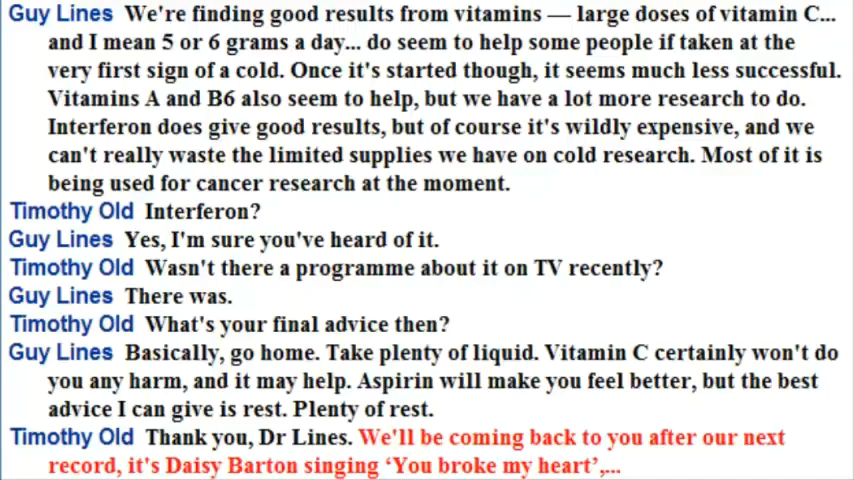 Guy Lines We're finding good results from vitamins — large doses of vitamin C...
and I mean 5 or 6 grams a day... do seem to help some people if taken at the
very first sign of a cold. Once it's started though, it seems much less successful.
Vitamins A and B6 also seem to help, but we have a lot more research to do.
Interferon does give good results, but of course it's wildly expensive, and we
can't really waste the limited supplies we have on cold research. Most of it is
being used for cancer research at the moment.
Timothy Old Interferon?
Guy Lines Yes, I'm sure you've heard of it.
Timothy Old Wasn't there a programme about it on TV recently?
Guy Lines There was.
Timothy Old What's your final advice then?
Guy Lines Basically, go home. Take plenty of liquid. Vitamin C certainly won't do
you any harm, and it may help. Aspirin will make you feel better, but the best
advice I can give is rest. Plenty of rest.
Timothy Old Thank you, Dr Lines. We'll be coming back to you after our next
record, it's Daisy Barton singing ‘You broke my heart’,...